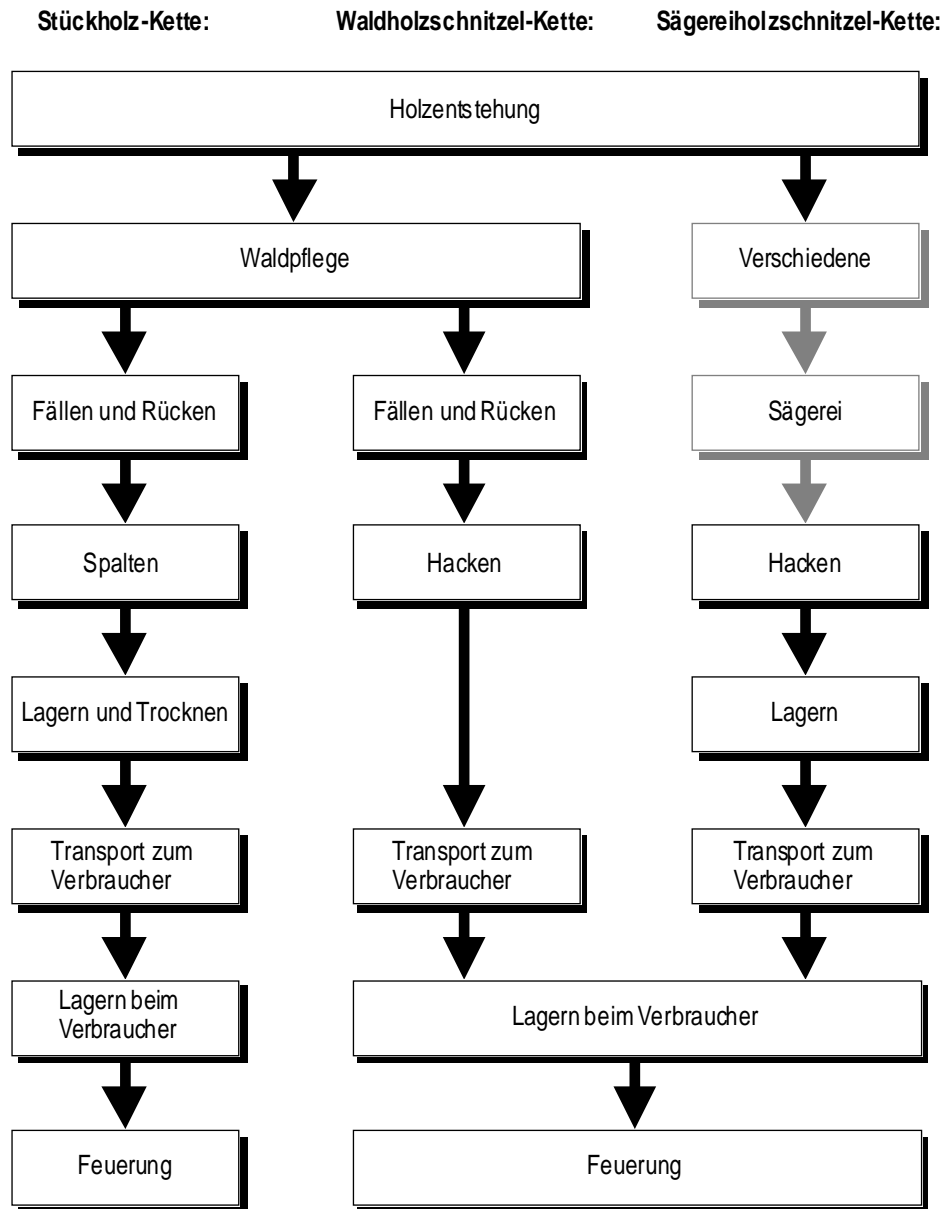 Stückholz-Kette:
Waldholzschnitzel-Kette:
Sägereiholzschnitzel-Kette:
Holzentstehung
Waldpflege
Verschiedene
Fällen und Rücken
Fällen und Rücken
Sägerei
Spalten
Hacken
Hacken
Lagern und Trocknen
Lagern
Transport zum
Verbraucher
Transport zum
Verbraucher
Transport zum
Verbraucher
Lagern beim
Verbraucher
Lagern beim Verbraucher
Feuerung
Feuerung